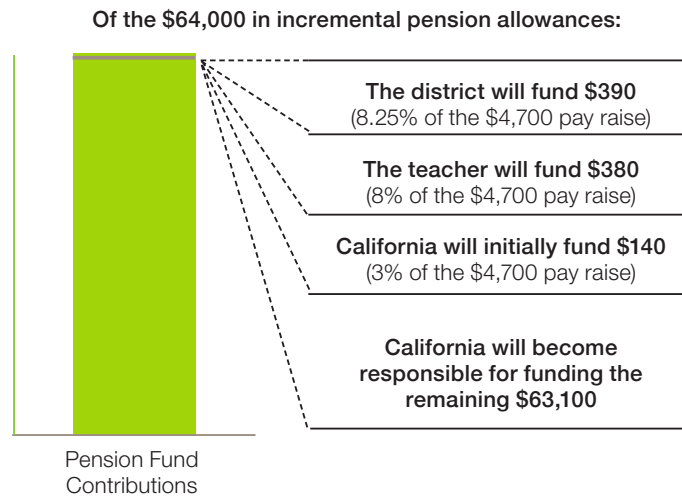 Of the $64,000 in incremental pension allowances:
The district will fund $390
(8.25% of the $4,700 pay raise)
The teacher will fund $380
(8% of the $4,700 pay raise)
California will initially fund $140
(3% of the $4,700 pay raise)
California will become
responsible for funding the
remaining $63,100
Pension Fund
Contributions